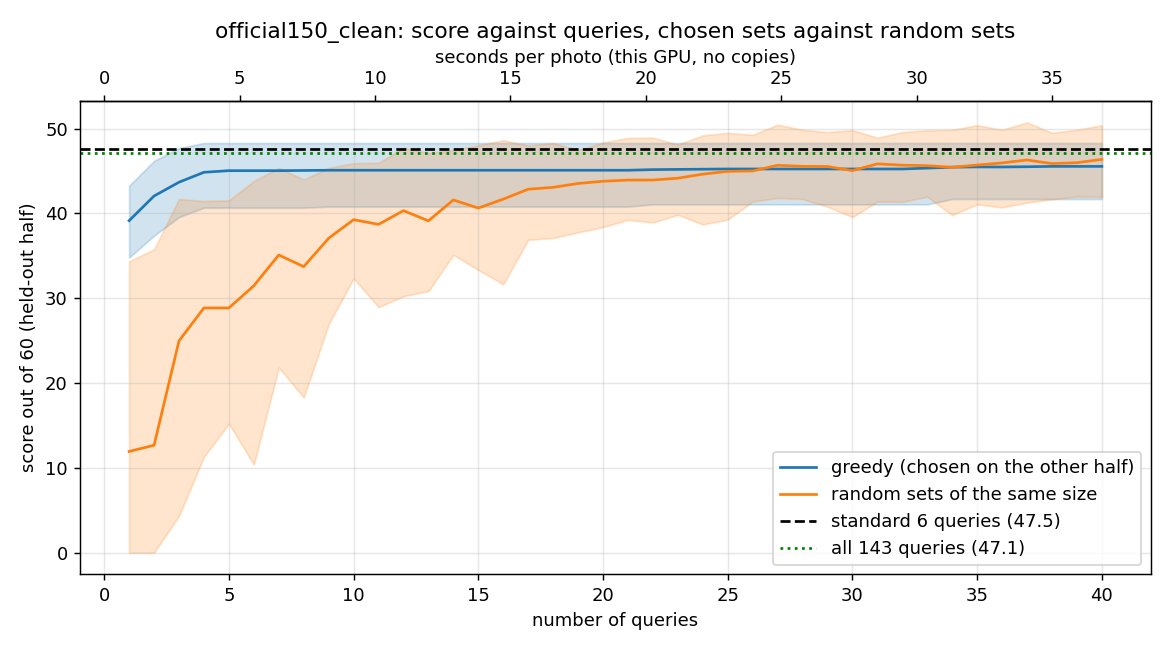 official150_clean: score against queries, chosen sets against random sets
seconds per photo (this GPU, no copies)
0 5 10 15 20 25 30 35
50
40
30
20
10
0
score out of 60 (held-out half)
greedy (chosen on the other half)
random sets of the same size
standard 6 queries (47.5)
all 143 queries (47.1)
0 5 10 15 20 25 30 35 40
number of queries